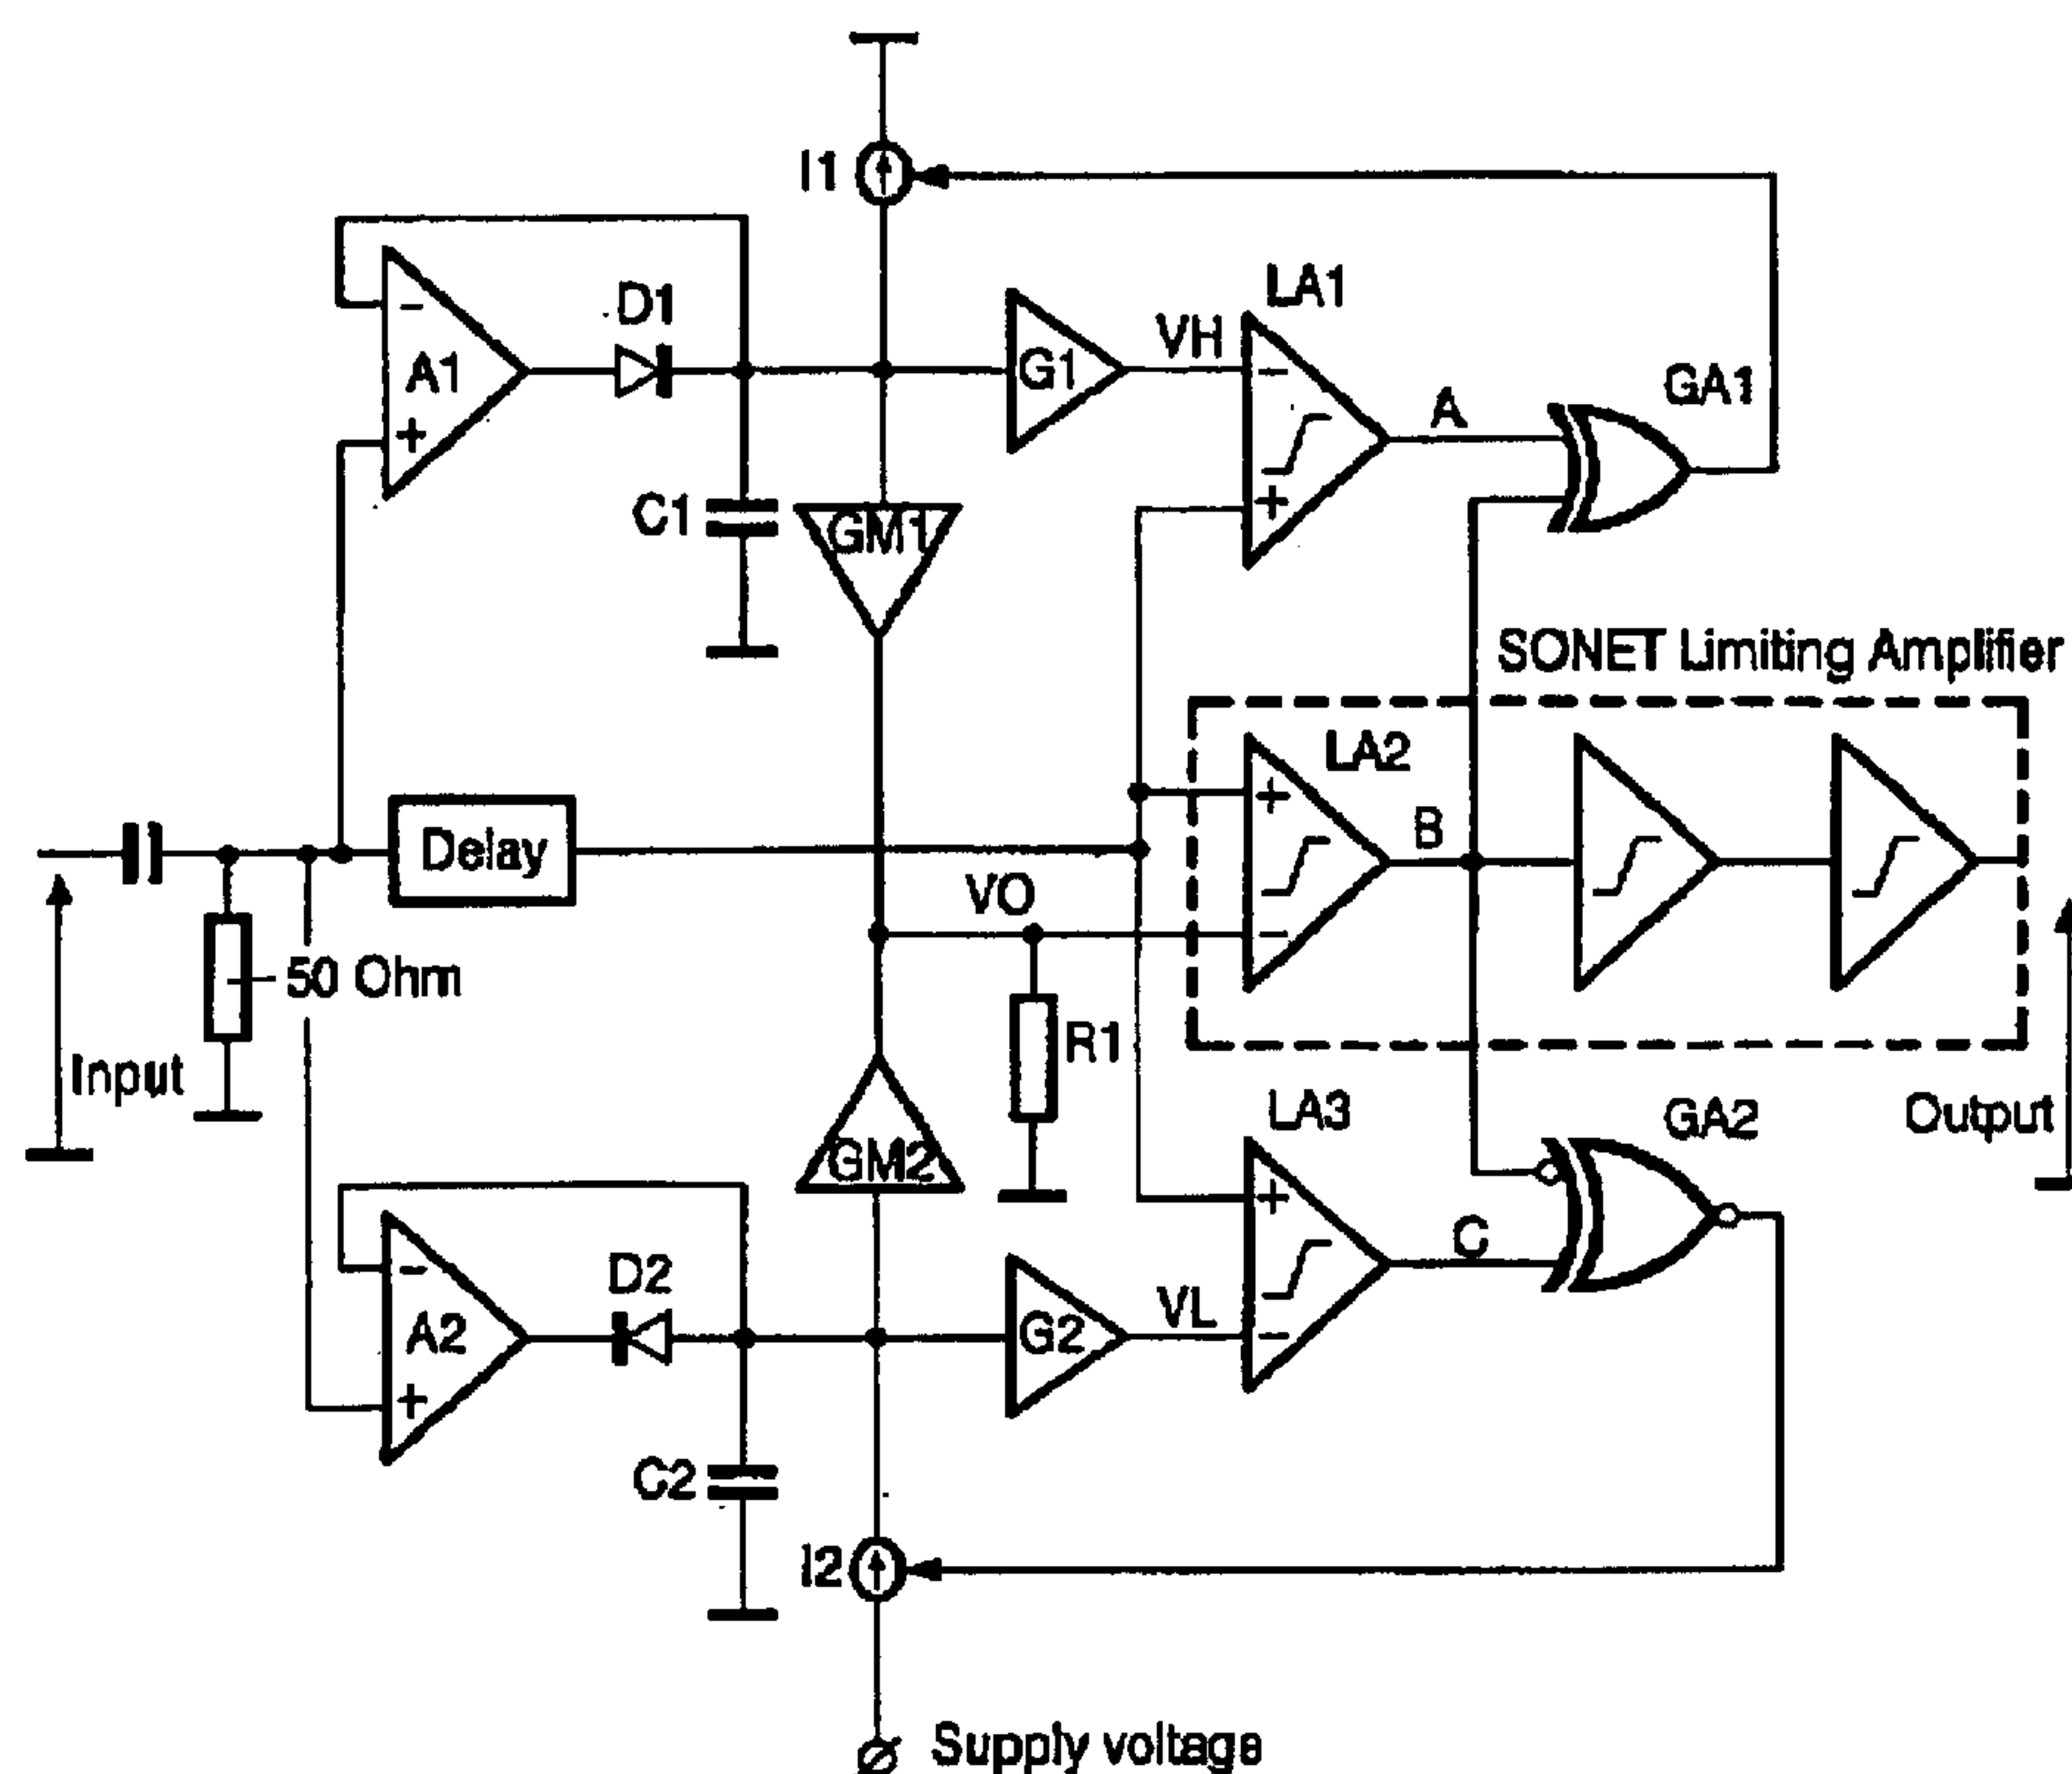 I1
LA1
D1
VH
-
A1
G1
-
A
GA1
+
C1
GM1
+
SONET Limiting Amplifier
LA2
+
B
Delay
VO
-
50 Ohm
R1
Input
LA3
GA2
Output
GM2
+
-
D2
C
A2
G2
VL
-
+
C2
I2
Supply voltage